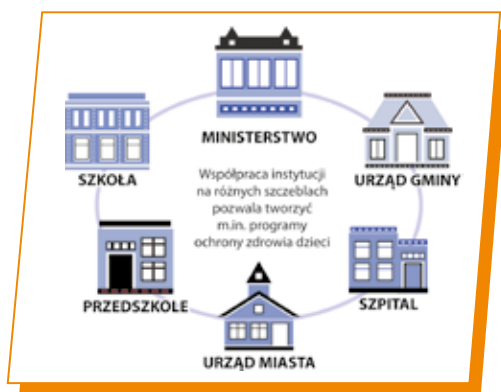 MINISTERSTWO
SZKOŁA
URZĄD GMINY
Współpraca instytucji
na różnych szczeblach
pozwala tworzyć
m.in. programy
ochrony zdrowia dzieci
PRZEDSZKOLE
SZPITAL
URZĄD MIASTA